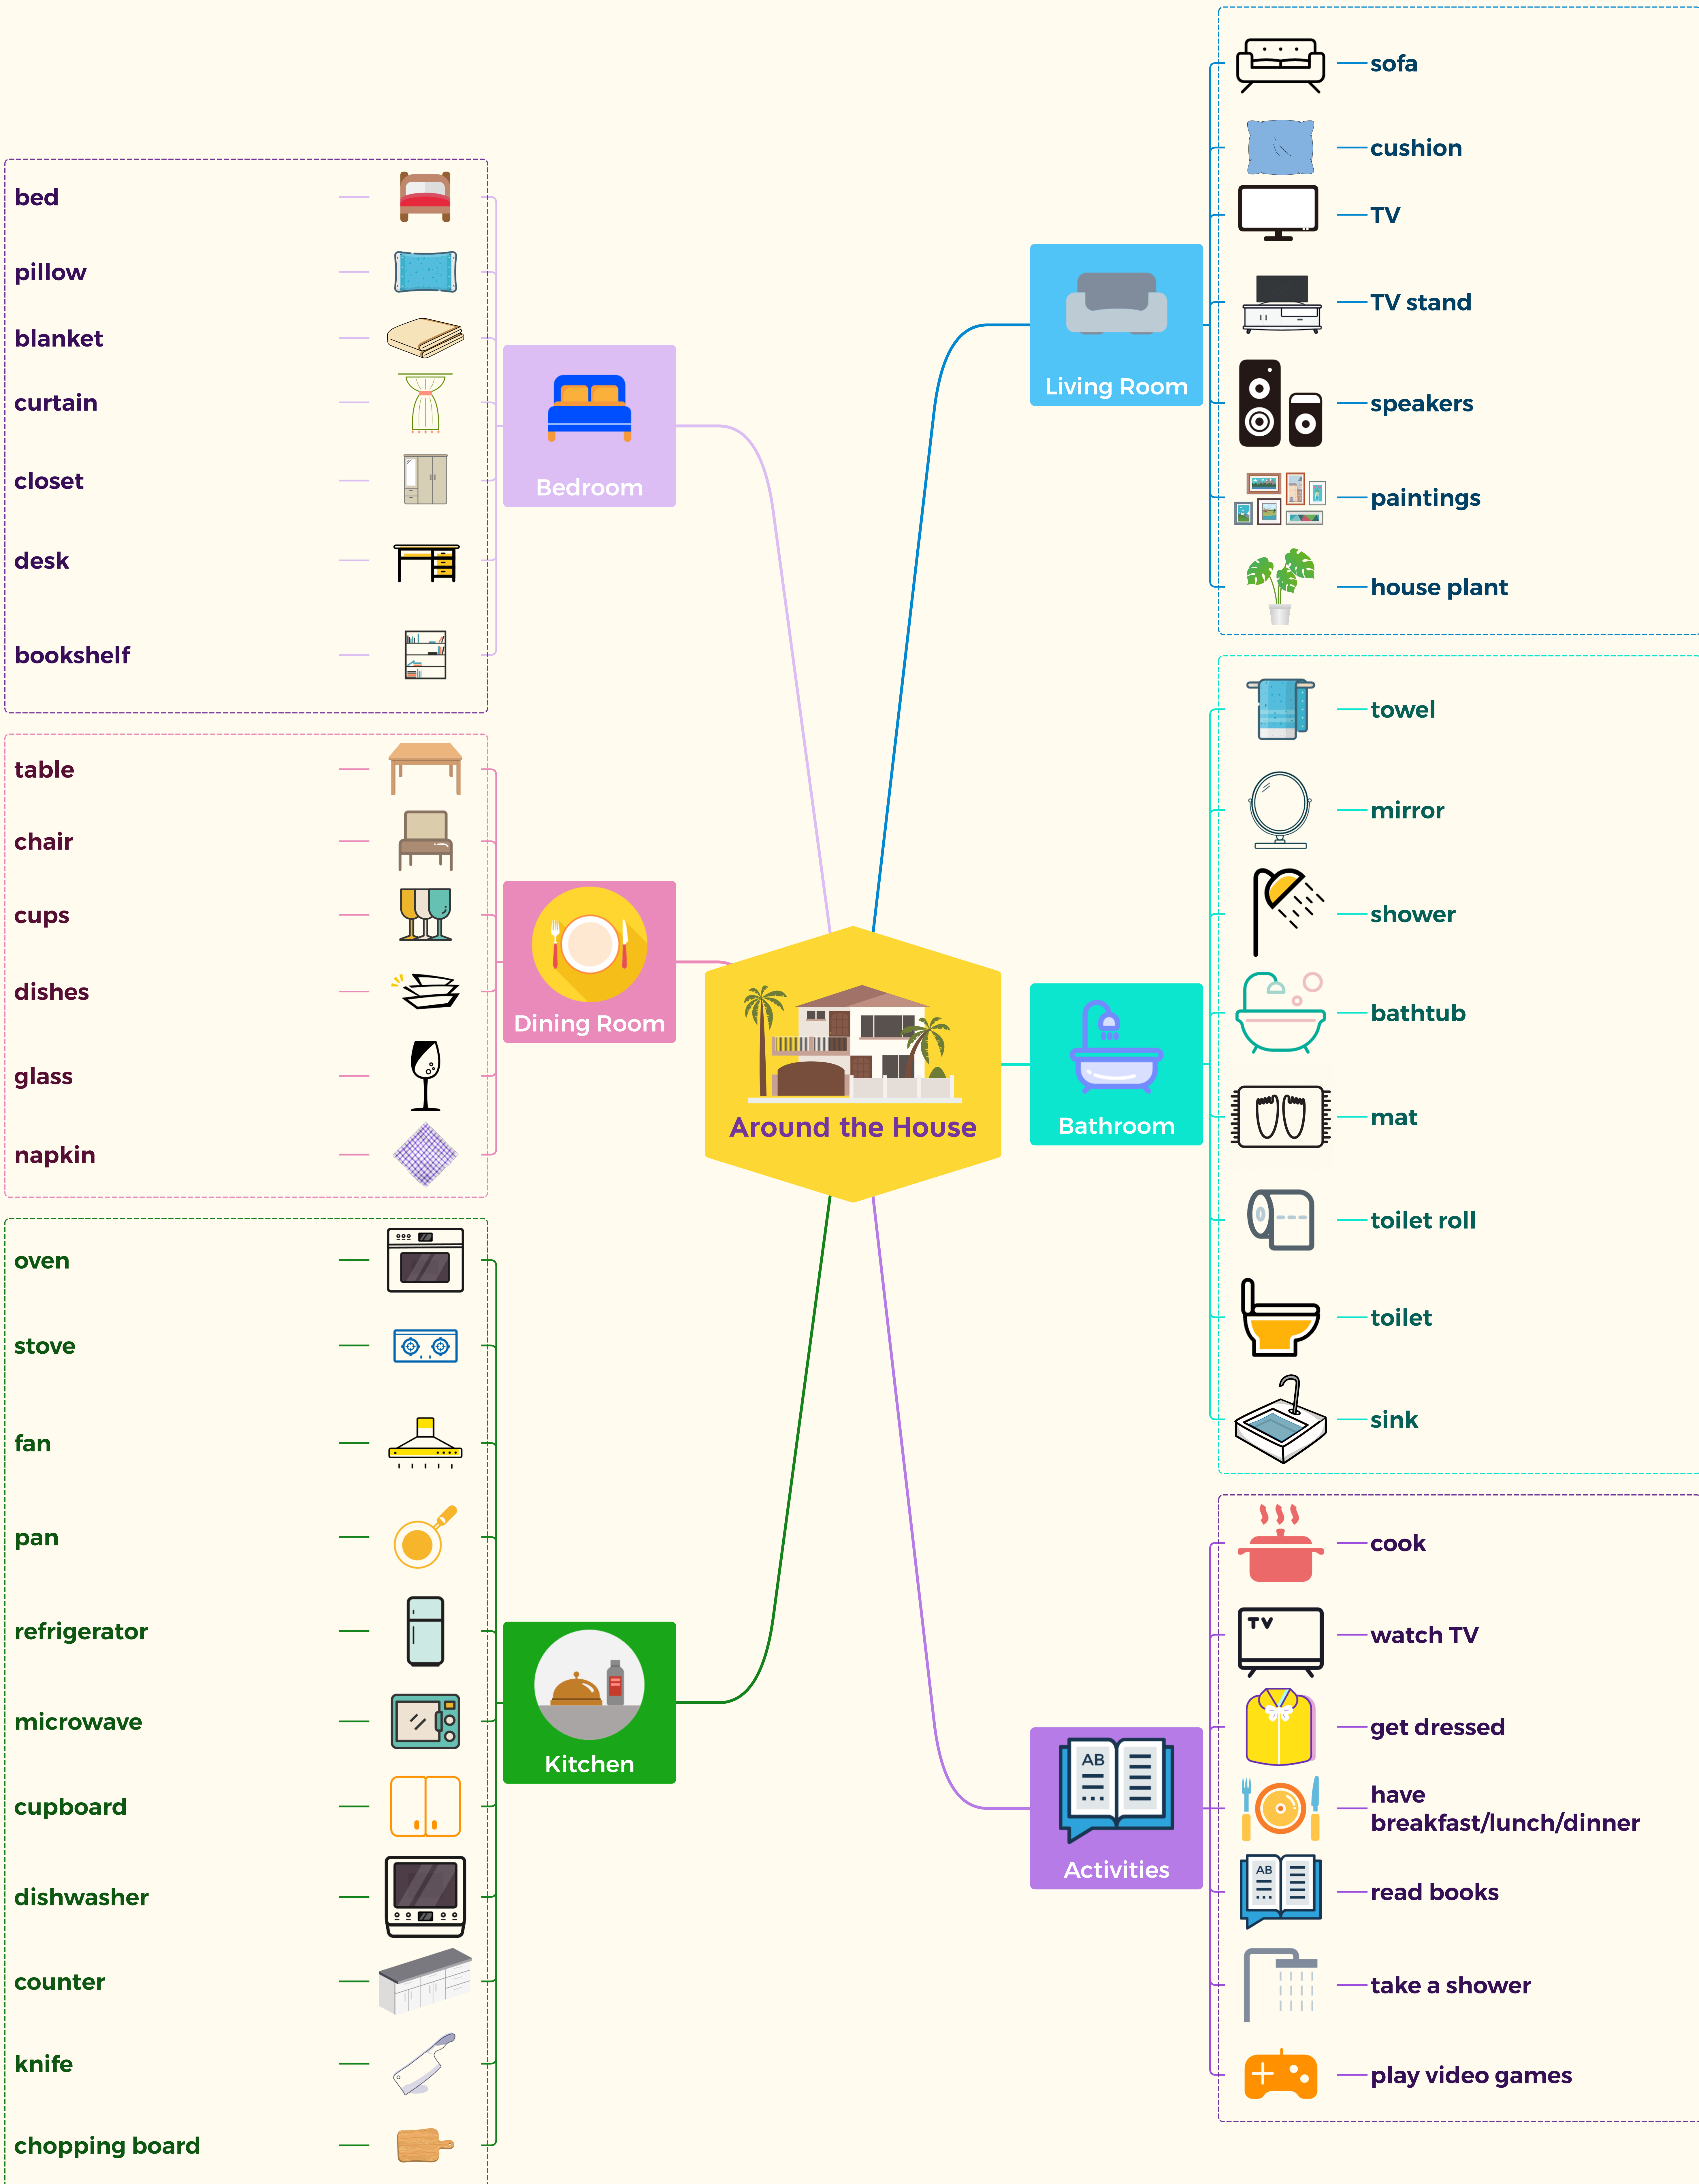 Around the House
Living Room
sofa
cushion
TV
TV stand
speakers
paintings
house plant
Bathroom
towel
mirror
shower
bathtub
mat
toilet roll
toilet
sink
Activities
AB
cook
TV
watch TV
get dressed
have
breakfast/lunch/dinner
AB
read books
take a shower
play video games
Bedroom
bed
pillow
blanket
curtain
closet
desk
bookshelf
Dining Room
table
chair
cups
dishes
glass
napkin
Kitchen
oven
stove
fan
pan
refrigerator
microwave
cupboard
dishwasher
counter
knife
chopping board